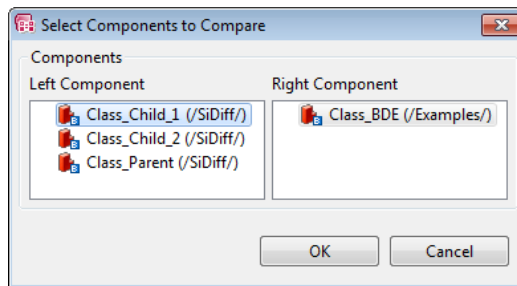 Select Components to Compare
Components
Left Component
Right Component
Class_Child_1 (/SiDiff/)
Class_Child_2 (/SiDiff/)
Class_Parent (/SiDiff/)
Class_BDE (/Examples/)
OK
Cancel